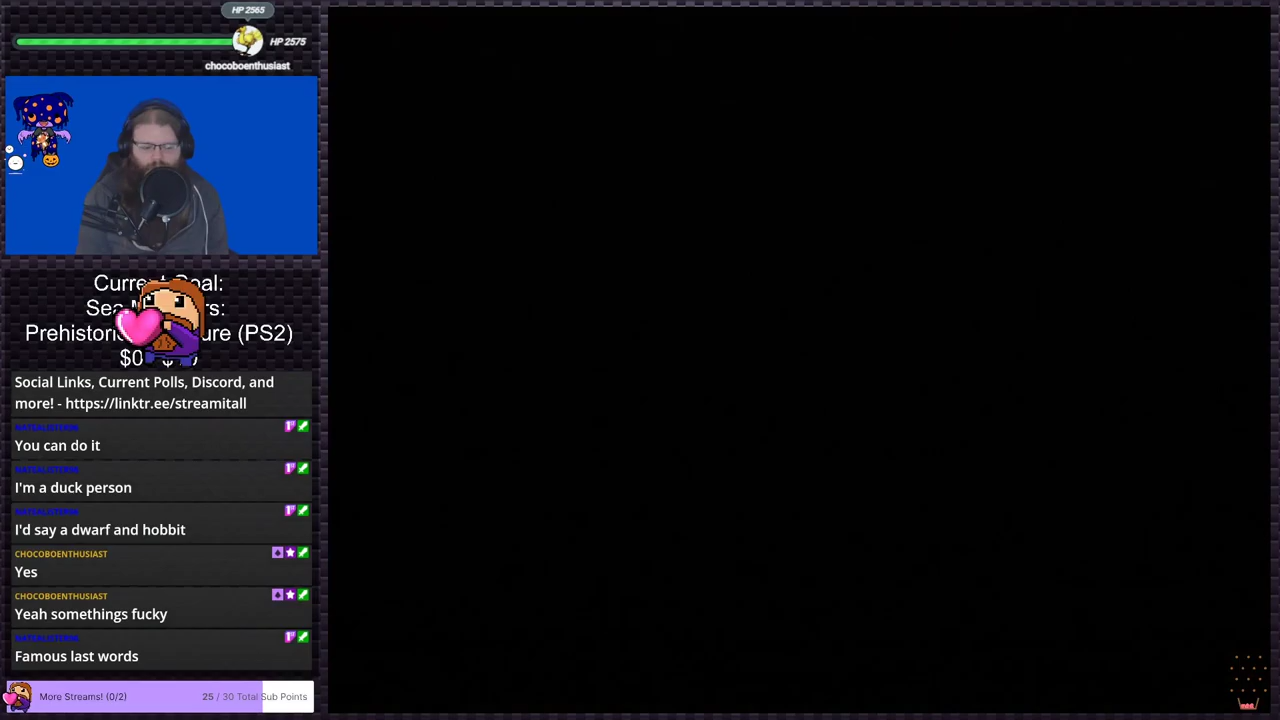 HP 2565
HP 2575
chocoboenthusiast
Current Goal:
Sea
Prehistoric (PS2)
$0
Social Links, Current Polls, Discord, and
more! - https://linktr.ee/streamitall
You can do it
I'm a duck person
I'd say a dwarf and hobbit
CHOCOBOENTHUSIAST
Yes
CHOCOBOENTHUSIAST
Yeah somethings fucky
Famous last words
More Streams! (0/2)
25 / 30 Total Sub Points